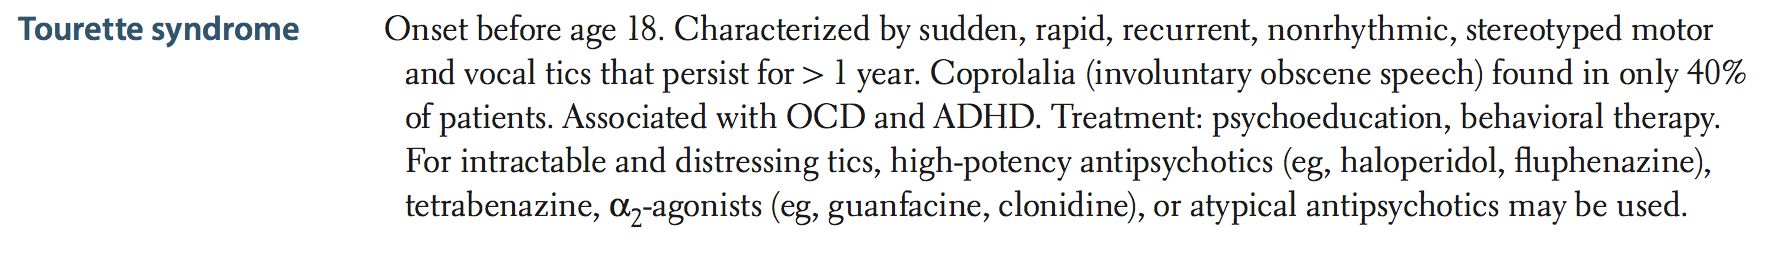 Tourette syndrome
Onset before age 18. Characterized by sudden, rapid, recurrent, nonrhythmic, stereotyped motor
and vocal tics that persist for > 1 year. Coprolalia (involuntary obscene speech) found in only 40%
of patients. Associated with OCD and ADHD. Treatment: psychoeducation, behavioral therapy.
For intractable and distressing tics, high-potency antipsychotics (eg, haloperidol, fluphenazine),
tetrabenazine, α₂-agonists (eg, guanfacine, clonidine), or atypical antipsychotics may be used.